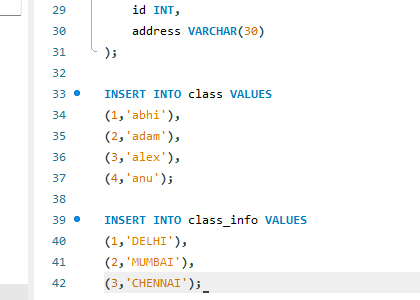 29 id INT,
30 address VARCHAR(30)
31 );
32
33 INSERT INTO class VALUES
34 (1,'abhi'),
35 (2,'adam'),
36 (3,'alex'),
37 (4,'anu');
38
39 INSERT INTO class_info VALUES
40 (1,'DELHI'),
41 (2,'MUMBAI'),
42 (3,'CHENNAI');